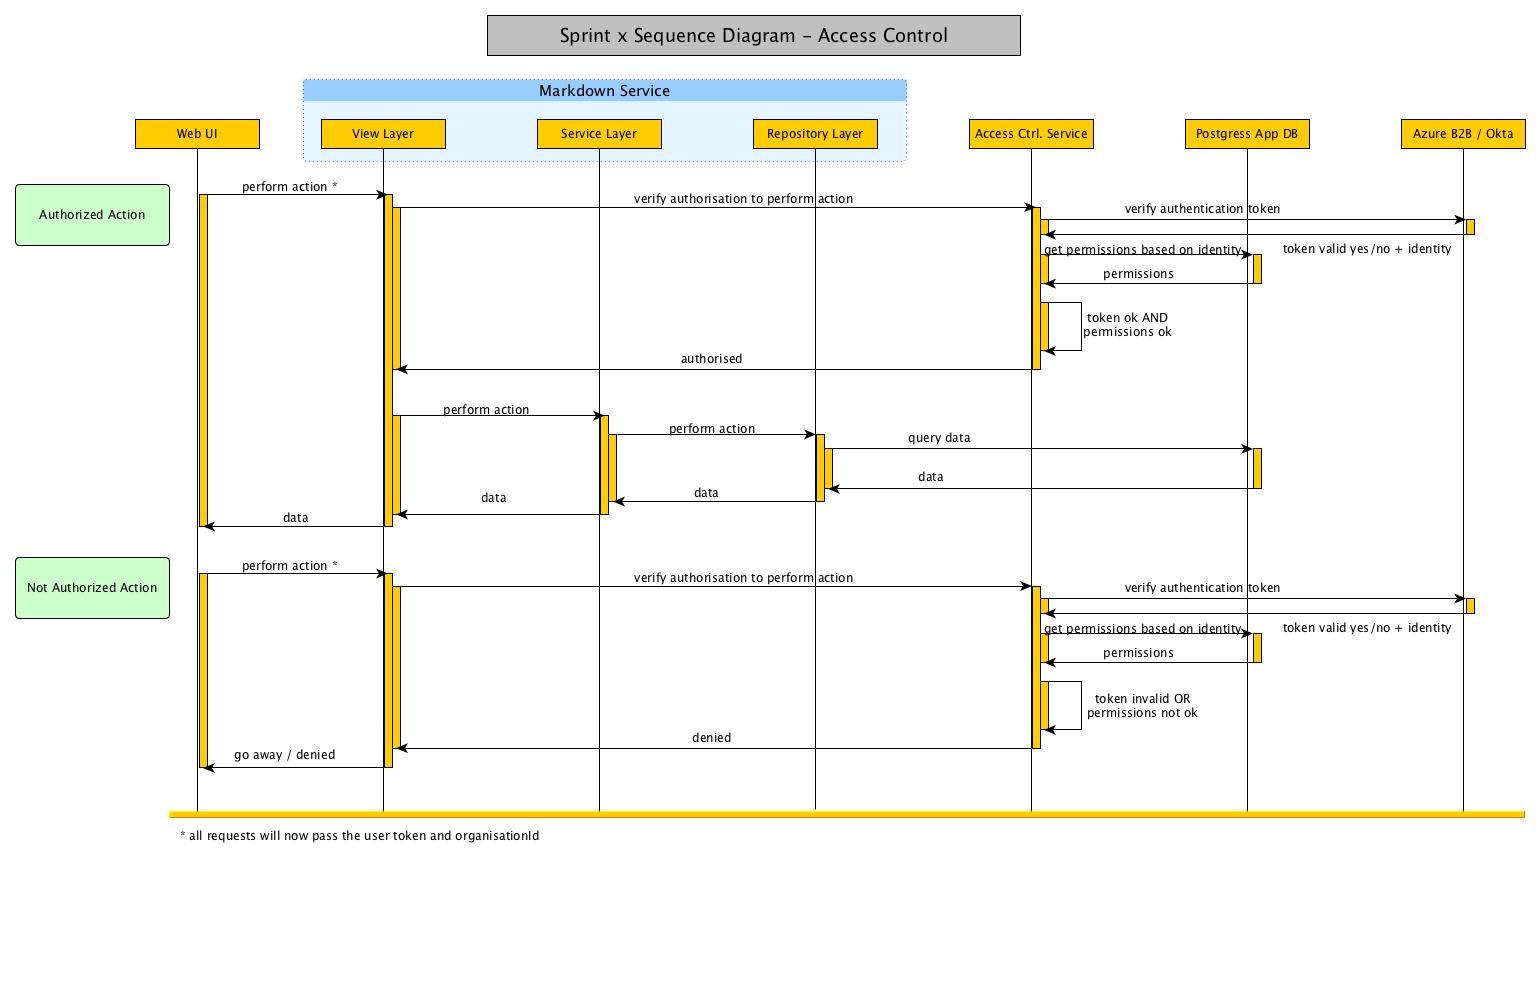 Sprint x Sequence Diagram - Access Control
Markdown Service
Web UI
View Layer
Service Layer
Repository Layer
Access Ctrl. Service
Postgress App DB
Azure B2B / Okta
Authorized Action
perform action *
verify authorisation to perform action
verify authentication token
get permissions based on identity
token valid yes/no + identity
permissions
token ok AND
permissions ok
authorised
perform action
perform action
query data
data
data
data
data
Not Authorized Action
perform action *
verify authorisation to perform action
verify authentication token
get permissions based on identity
token valid yes/no + identity
permissions
token invalid OR
permissions not ok
denied
go away / denied
* all requests will now pass the user token and organisationId